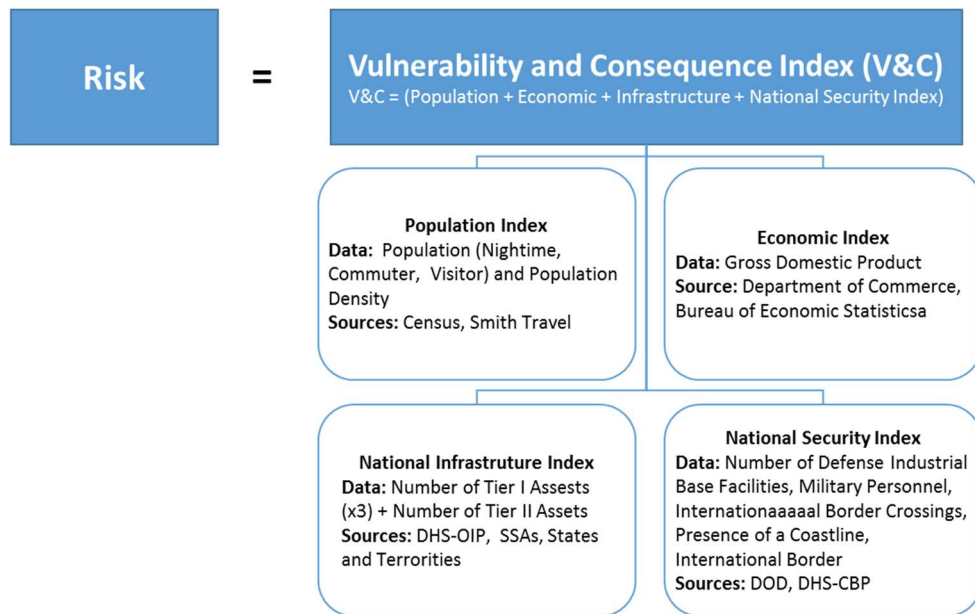 Risk
=
Vulnerability and Consequence Index (V&C)
V&C = (Population + Economic + Infrastructure + National Security Index)
Population Index
Data: Population (Nightime,
Commuter, Visitor) and Population
Density
Sources: Census, Smith Travel
Economic Index
Data: Gross Domestic Product
Source: Department of Commerce,
Bureau of Economic Statisticsa
National Infrastruture Index
Data: Number of Tier I Assests
(x3) + Number of Tier II Assets
Sources: DHS-OIP, SSAs, States
and Terrorities
National Security Index
Data: Number of Defense Industrial
Base Facilities, Military Personnel,
Internationaaaaal Border Crossings,
Presence of a Coastline,
International Border
Sources: DOD, DHS-CBP